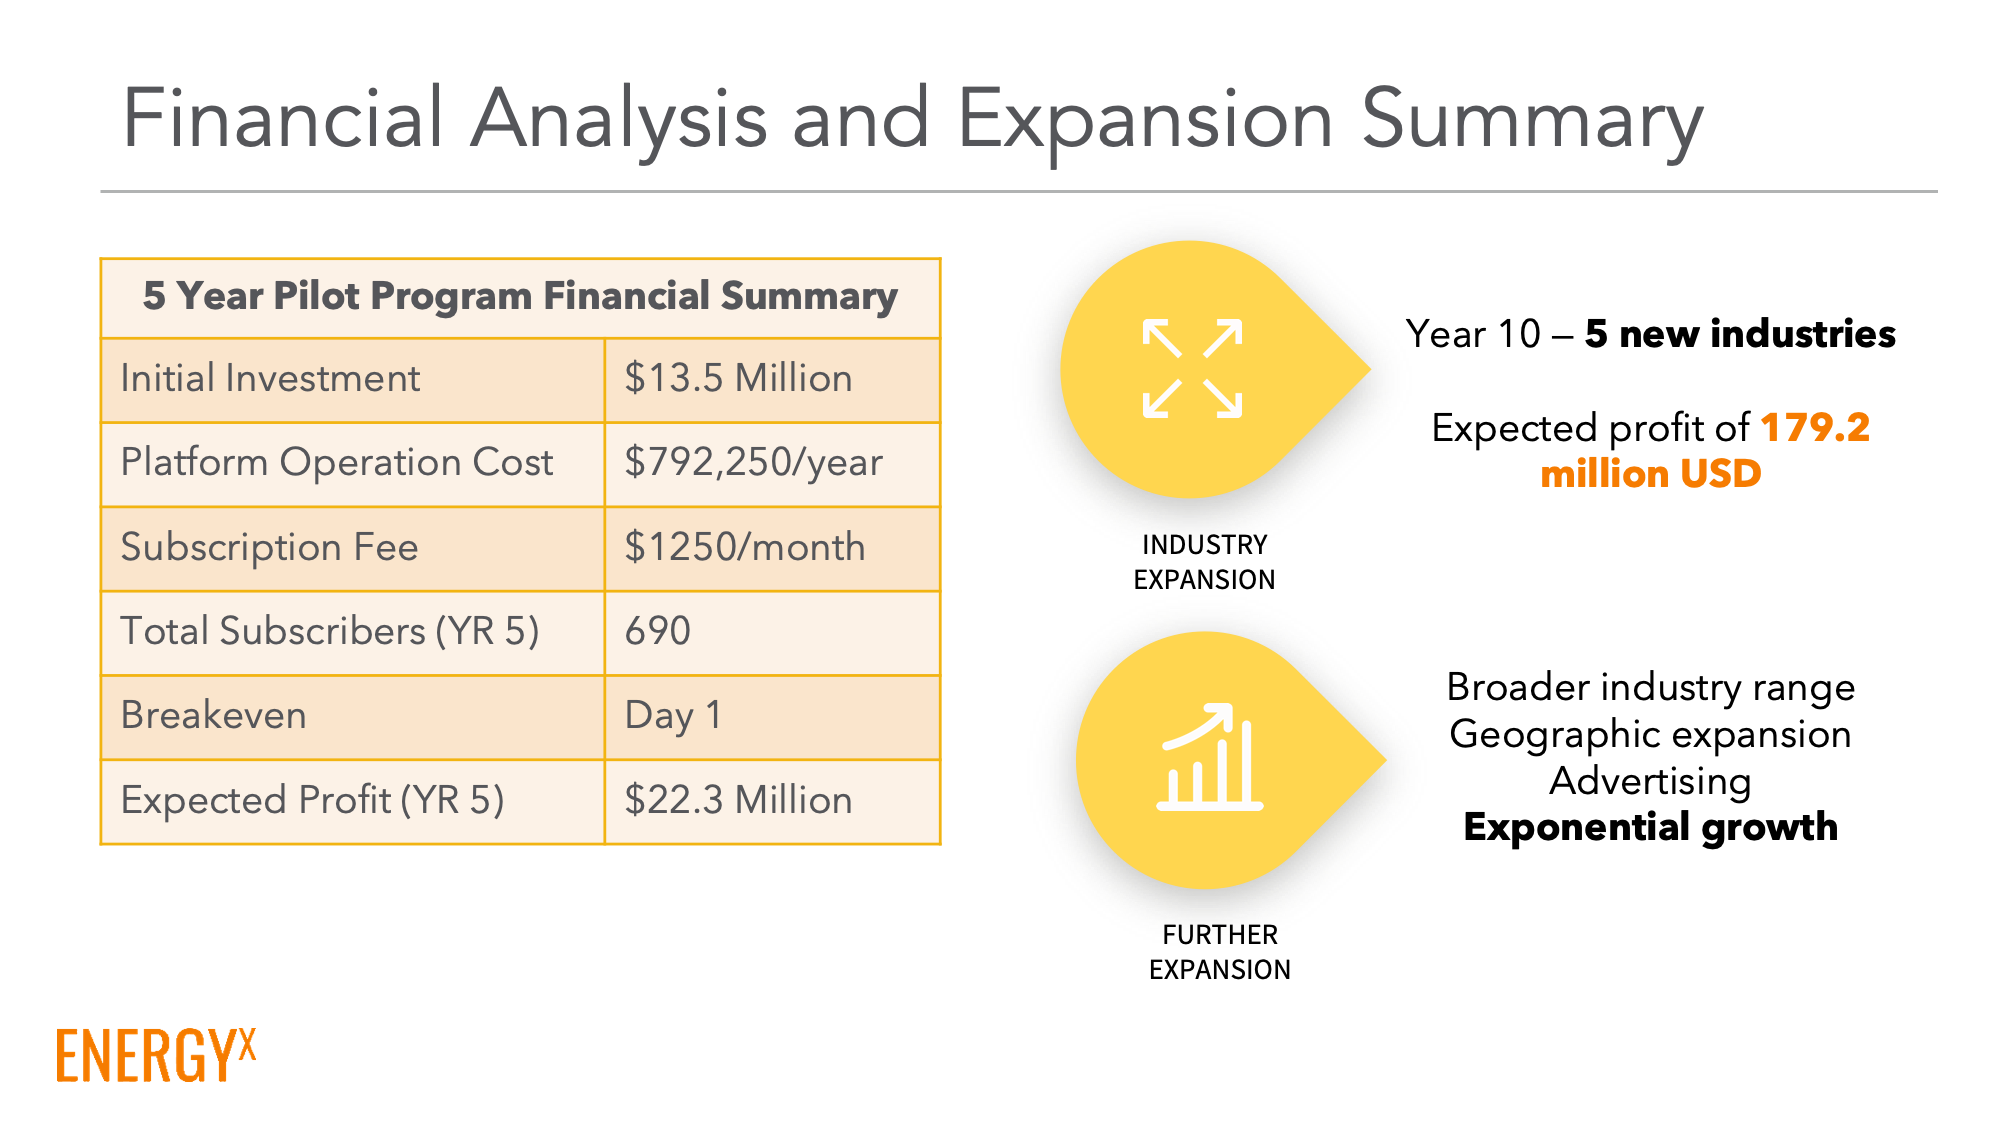 Financial Analysis and Expansion Summary
5 Year Pilot Program Financial Summary
Initial Investment $13.5 Million
Platform Operation Cost $792,250/year
Subscription Fee $1250/month
Total Subscribers (YR 5) 690
Breakeven Day 1
Expected Profit (YR 5) $22.3 Million
Year 10 – 5 new industries
Expected profit of 179.2
million USD
INDUSTRY
EXPANSION
Broader industry range
Geographic expansion
Advertising
Exponential growth
FURTHER
EXPANSION
ENERGYX